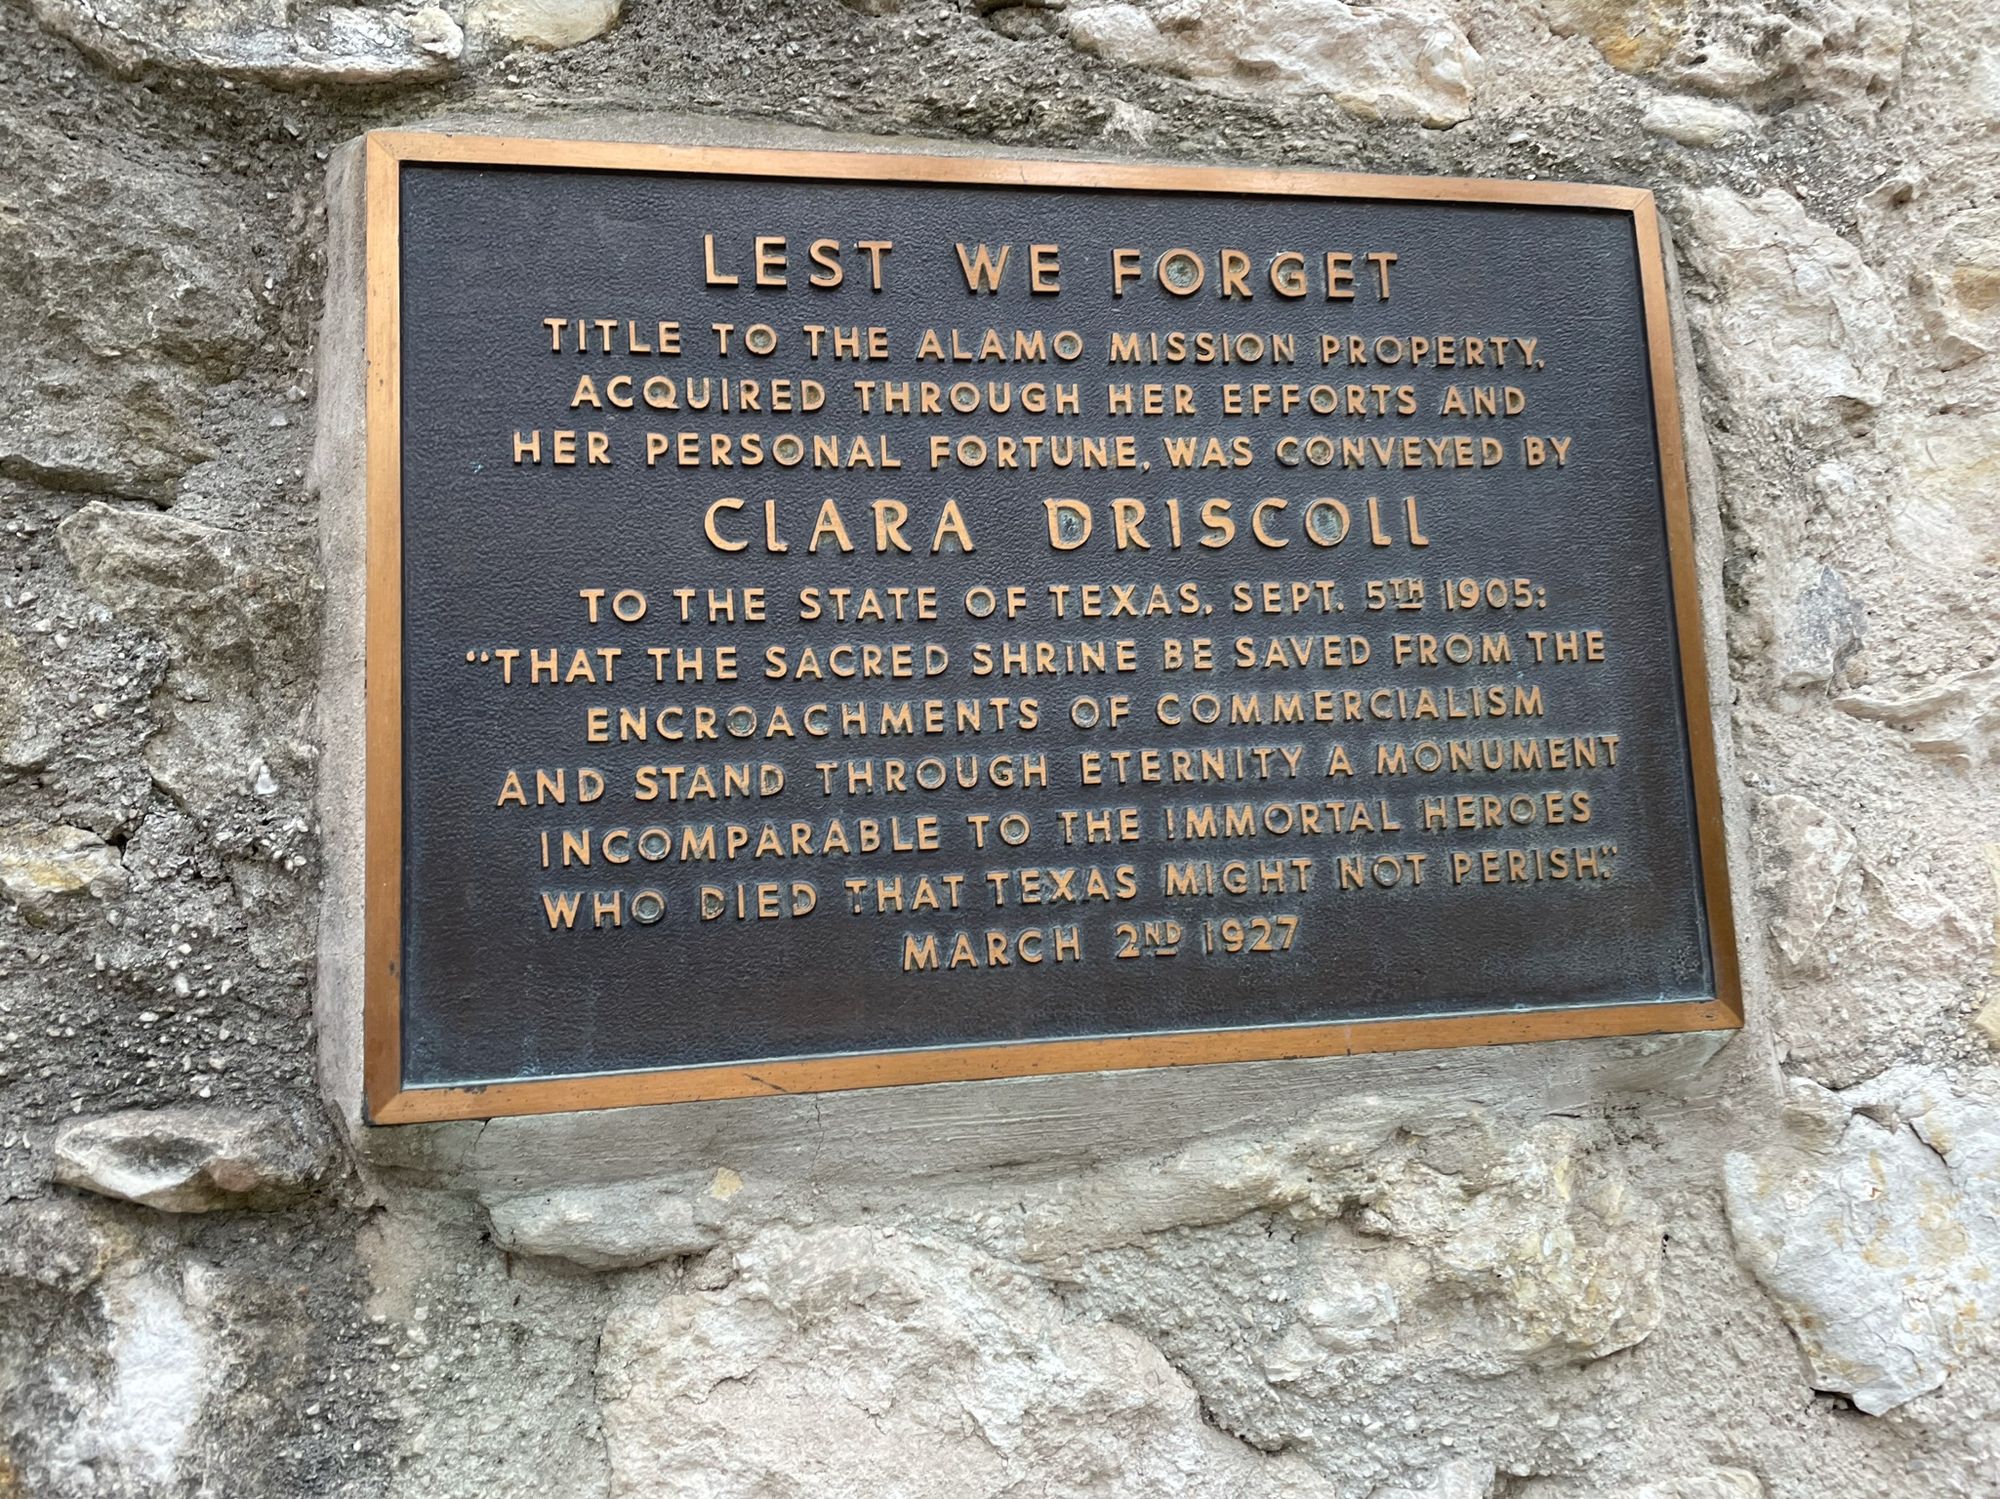 LEST WE FORGET
TITLE TO THE ALAMO MISSION PROPERTY,
ACQUIRED THROUGH HER EFFORTS AND
HER PERSONAL FORTUNE, WAS CONVEYED BY
CLARA DRISCOLL
TO THE STATE OF TEXAS, SEPT. 5TH 1905:
“THAT THE SACRED SHRINE BE SAVED FROM THE
ENCROACHMENTS OF COMMERCIALISM
AND STAND THROUGH ETERNITY A MONUMENT
INCOMPARABLE TO THE IMMORTAL HEROES
WHO DIED THAT TEXAS MIGHT NOT PERISH.”
MARCH 2ND 1927